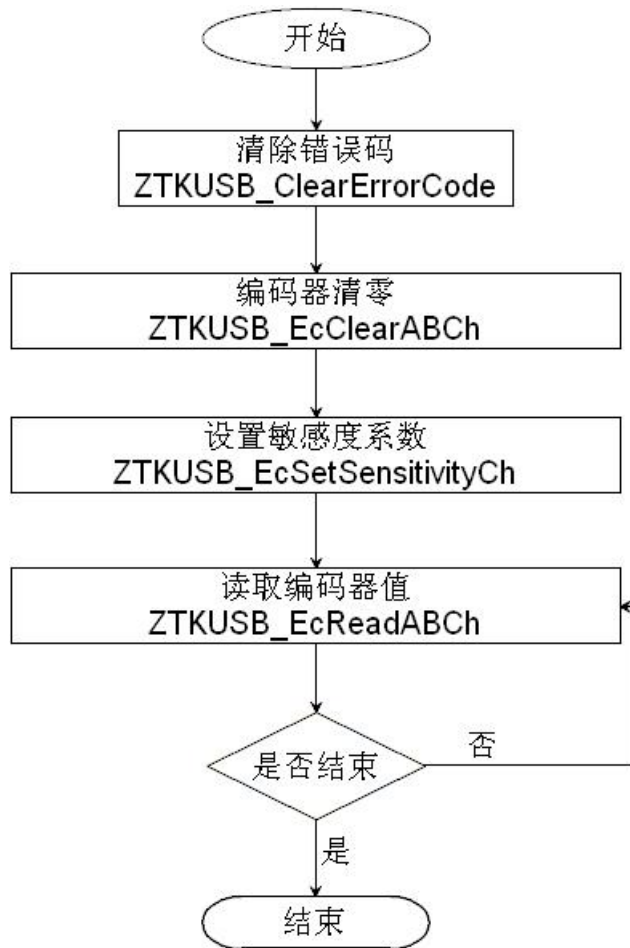 开始
清除错误码
ZTKUSB_ClearErrorCode
编码器清零
ZTKUSB_EcClearABCh
设置敏感度系数
ZTKUSB_EcSetSensitivityCh
读取编码器值
ZTKUSB_EcReadABCh
是否结束
否
是
结束